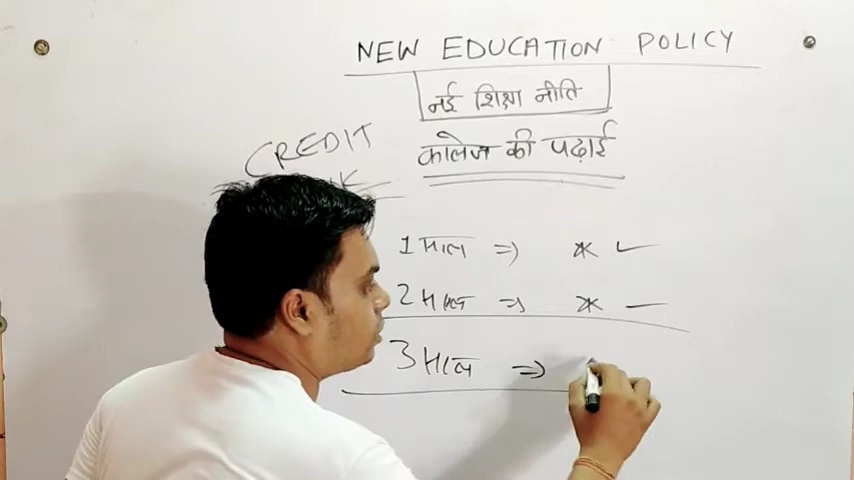 NEW EDUCATION POLICY
नई शिक्षा नीति
CREDIT
कालेज की पढ़ाई
1 साल ⇒ * ✓
2 साल ⇒ * —
3 साल ⇒